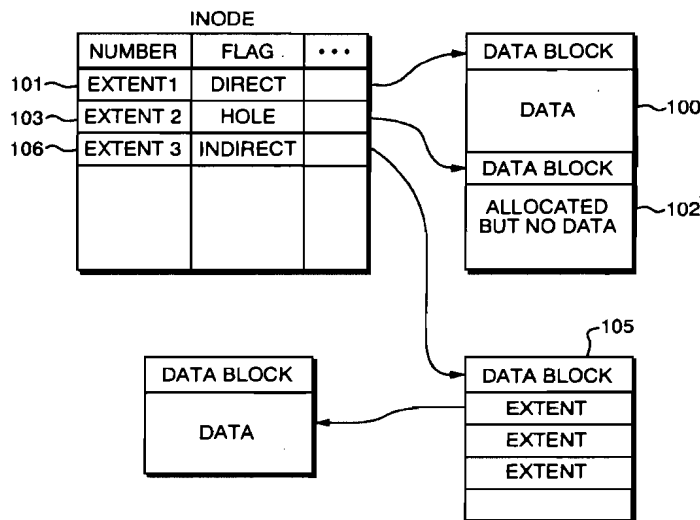 INODE
NUMBER FLAG •••
101 EXTENT1 DIRECT
103 EXTENT 2 HOLE
106 EXTENT 3 INDIRECT
DATA BLOCK
DATA
100
DATA BLOCK
ALLOCATED
BUT NO DATA
102
105
DATA BLOCK
EXTENT
EXTENT
EXTENT
DATA BLOCK
DATA